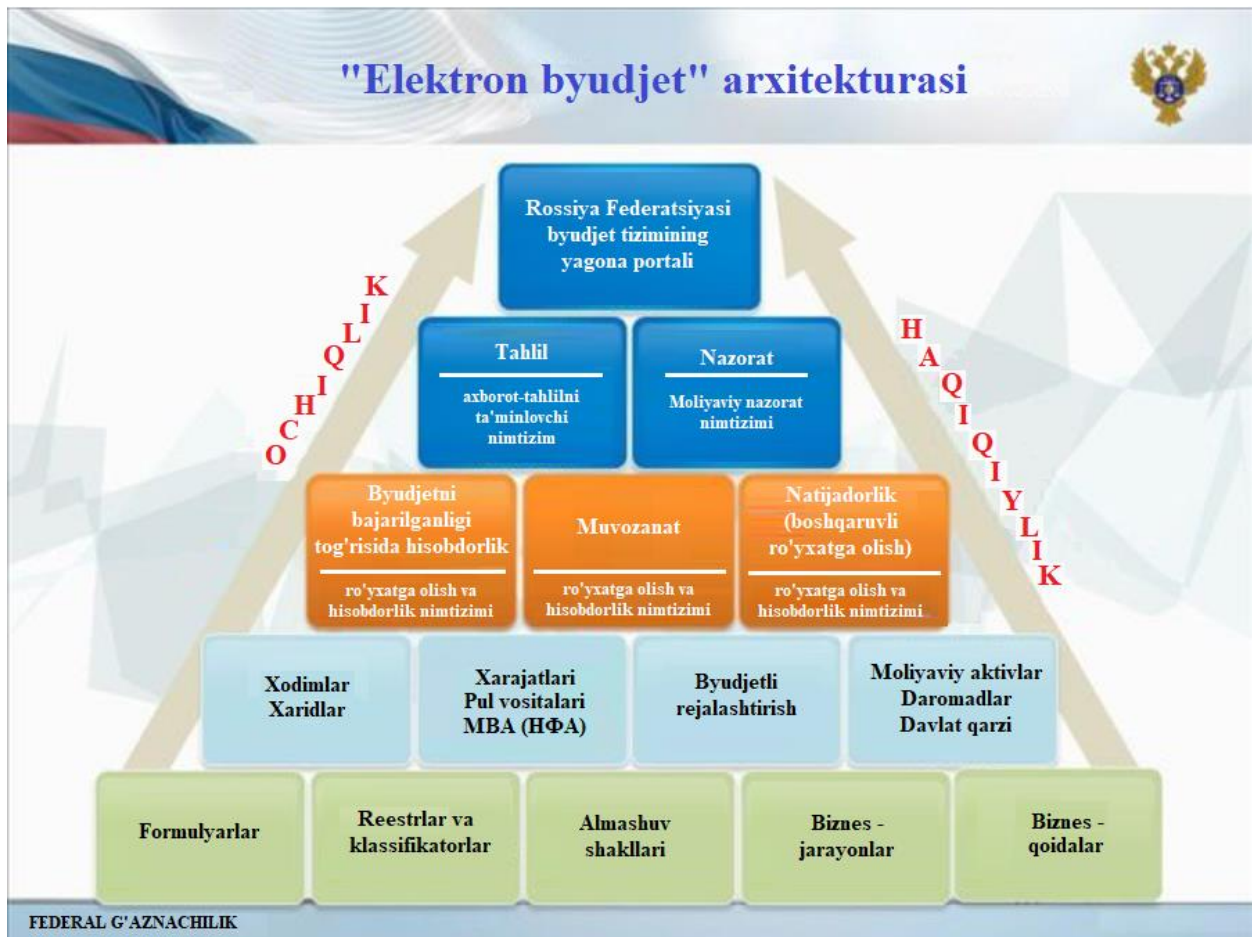 "Elektron byudjet" arxitekturasi
Rossiya Federatsiyasi
byudjet tizimining
yagona portali
OCHIQLIK
HAQIQIYLIK
Tahlil
axborot-tahlilni
ta'minlovchi
nimtizim
Nazorat
Moliyaviy nazorat
nimtizimi
Byudjetni
bajarilganligi
tog'risida hisobdorlik
ro'yxatga olish va
hisobdorlik nimtizimi
Muvozanat
ro'yxatga olish va
hisobdorlik nimtizimi
Natijadorlik
(boshqaruvli
ro'yxatga olish)
ro'yxatga olish va
hisobdorlik nimtizimi
Xodimlar
Xaridlar
Xarajatlari
Pul vositalari
MBA (НФА)
Byudjetli
rejalashtirish
Moliyaviy aktivlar
Daromadlar
Davlat qarzi
Formulyarlar
Reestrlar va
klassifikatorlar
Almashuv
shakllari
Biznes -
jarayonlar
Biznes -
qoidalar
FEDERAL G'AZNACHILIK